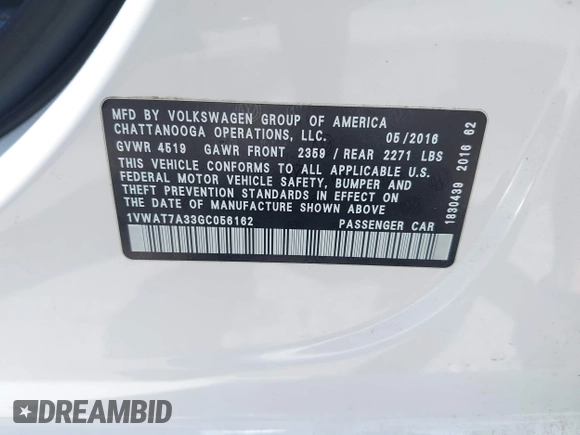 MFD BY VOLKSWAGEN GROUP OF AMERICA
CHATTANOOGA OPERATIONS, LLC. 05/2016
GVWR 4519 GAWR FRONT 2359 / REAR 2271 LBS
THIS VEHICLE CONFORMS TO ALL APPLICABLE U.S.
FEDERAL MOTOR VEHICLE SAFETY, BUMPER AND
THEFT PREVENTION STANDARDS IN EFFECT ON
THE DATE OF MANUFACTURE SHOWN ABOVE.
1VWAT7A33GC056162 PASSENGER CAR
1830439 2016 62
DREAMBID